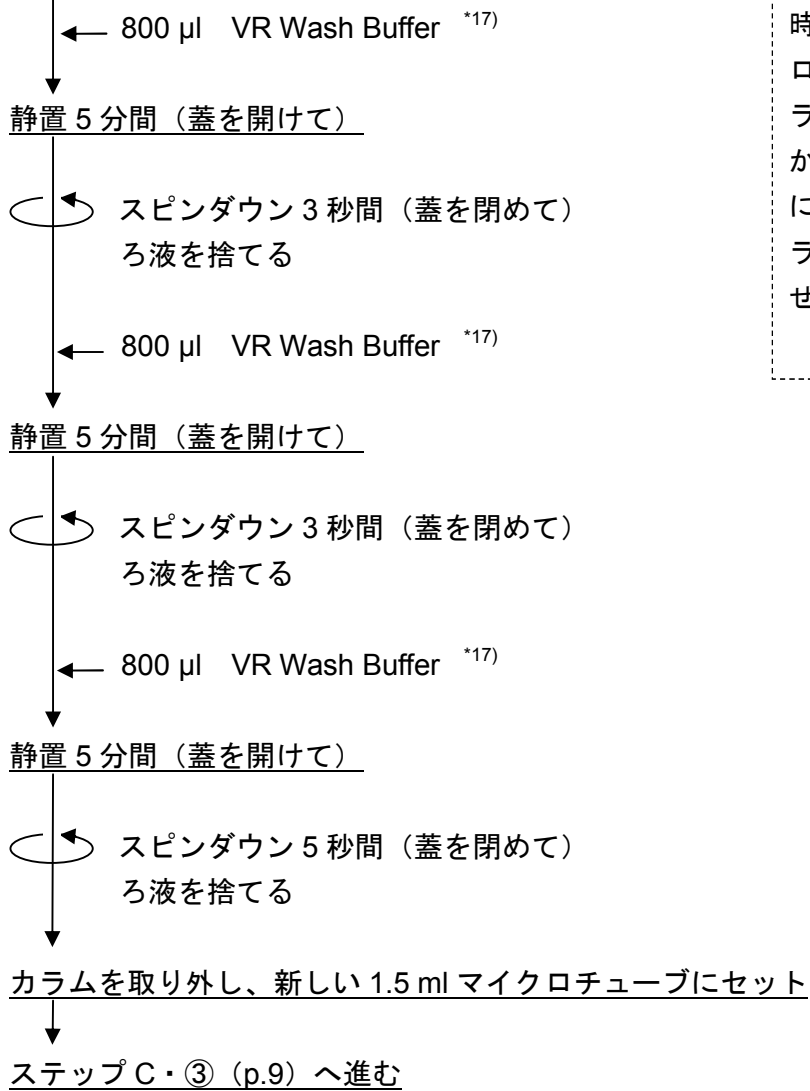 800 µl VR Wash Buffer *17)
静置 5 分間（蓋を開けて）
スピンダウン 3 秒間（蓋を閉めて）
ろ液を捨てる
800 µl VR Wash Buffer *17)
静置 5 分間（蓋を開けて）
スピンダウン 3 秒間（蓋を閉めて）
ろ液を捨てる
800 µl VR Wash Buffer *17)
静置 5 分間（蓋を開けて）
スピンダウン 5 秒間（蓋を閉めて）
ろ液を捨てる
カラムを取り外し、新しい 1.5 ml マイクロチューブにセット
ステップ C・③（p.9）へ進む